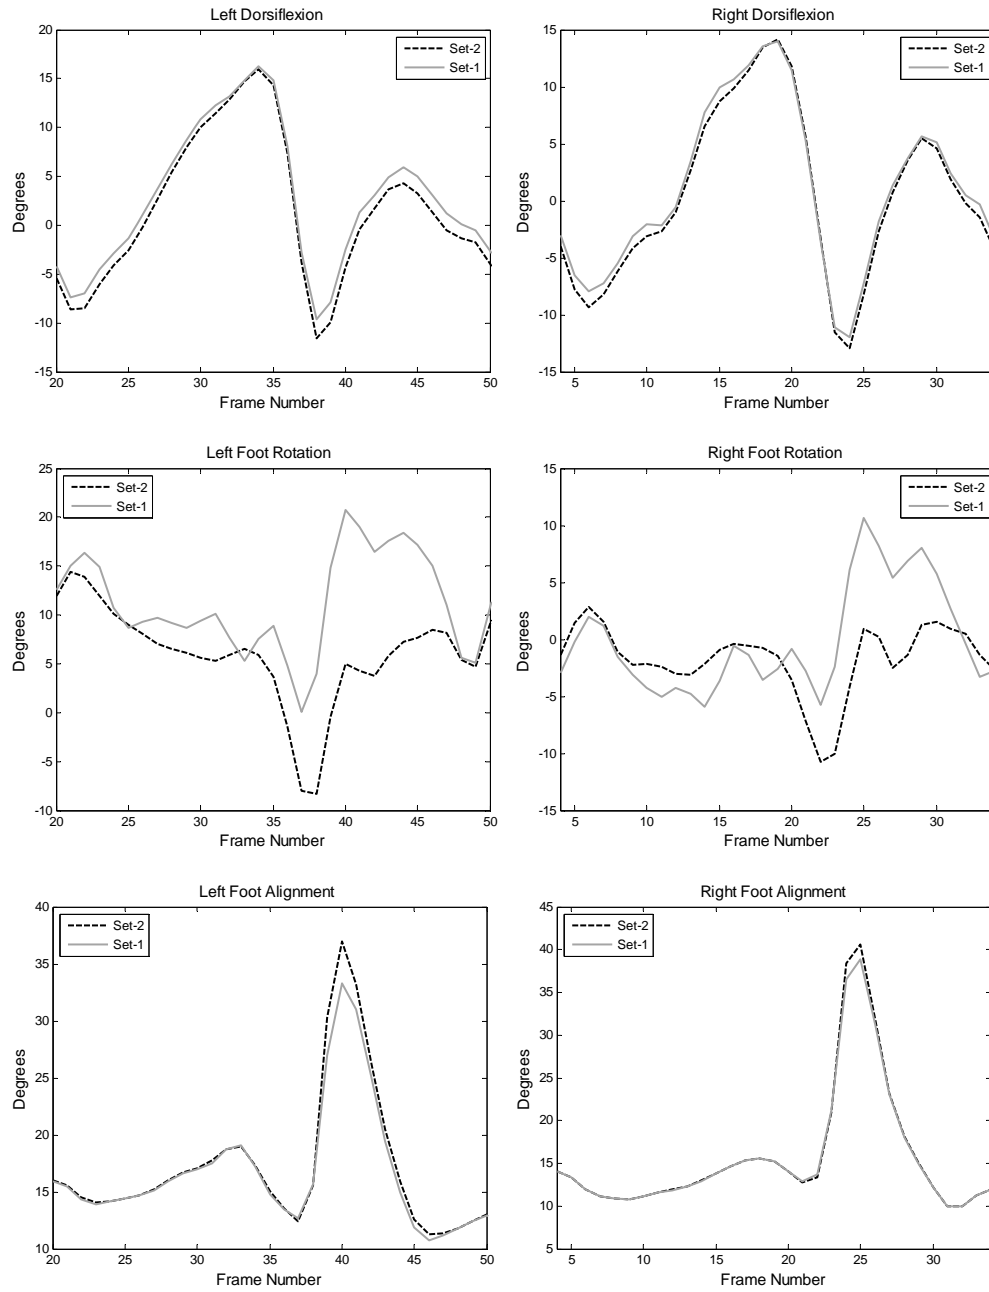 Left Dorsiflexion
20
15
10
5
0
-5
-10
-15
Degrees
Set-2
Set-1
20 25 30 35 40 45 50
Frame Number
Right Dorsiflexion
15
10
5
0
-5
-10
-15
Degrees
Set-2
Set-1
5 10 15 20 25 30
Frame Number
Left Foot Rotation
25
20
15
10
5
0
-5
-10
Degrees
Set-2
Set-1
20 25 30 35 40 45 50
Frame Number
Right Foot Rotation
15
10
5
0
-5
-10
-15
Degrees
Set-2
Set-1
5 10 15 20 25 30
Frame Number
Left Foot Alignment
40
35
30
25
20
15
10
Degrees
Set-2
Set-1
20 25 30 35 40 45 50
Frame Number
Right Foot Alignment
45
40
35
30
25
20
15
10
5
Degrees
Set-2
Set-1
5 10 15 20 25 30
Frame Number